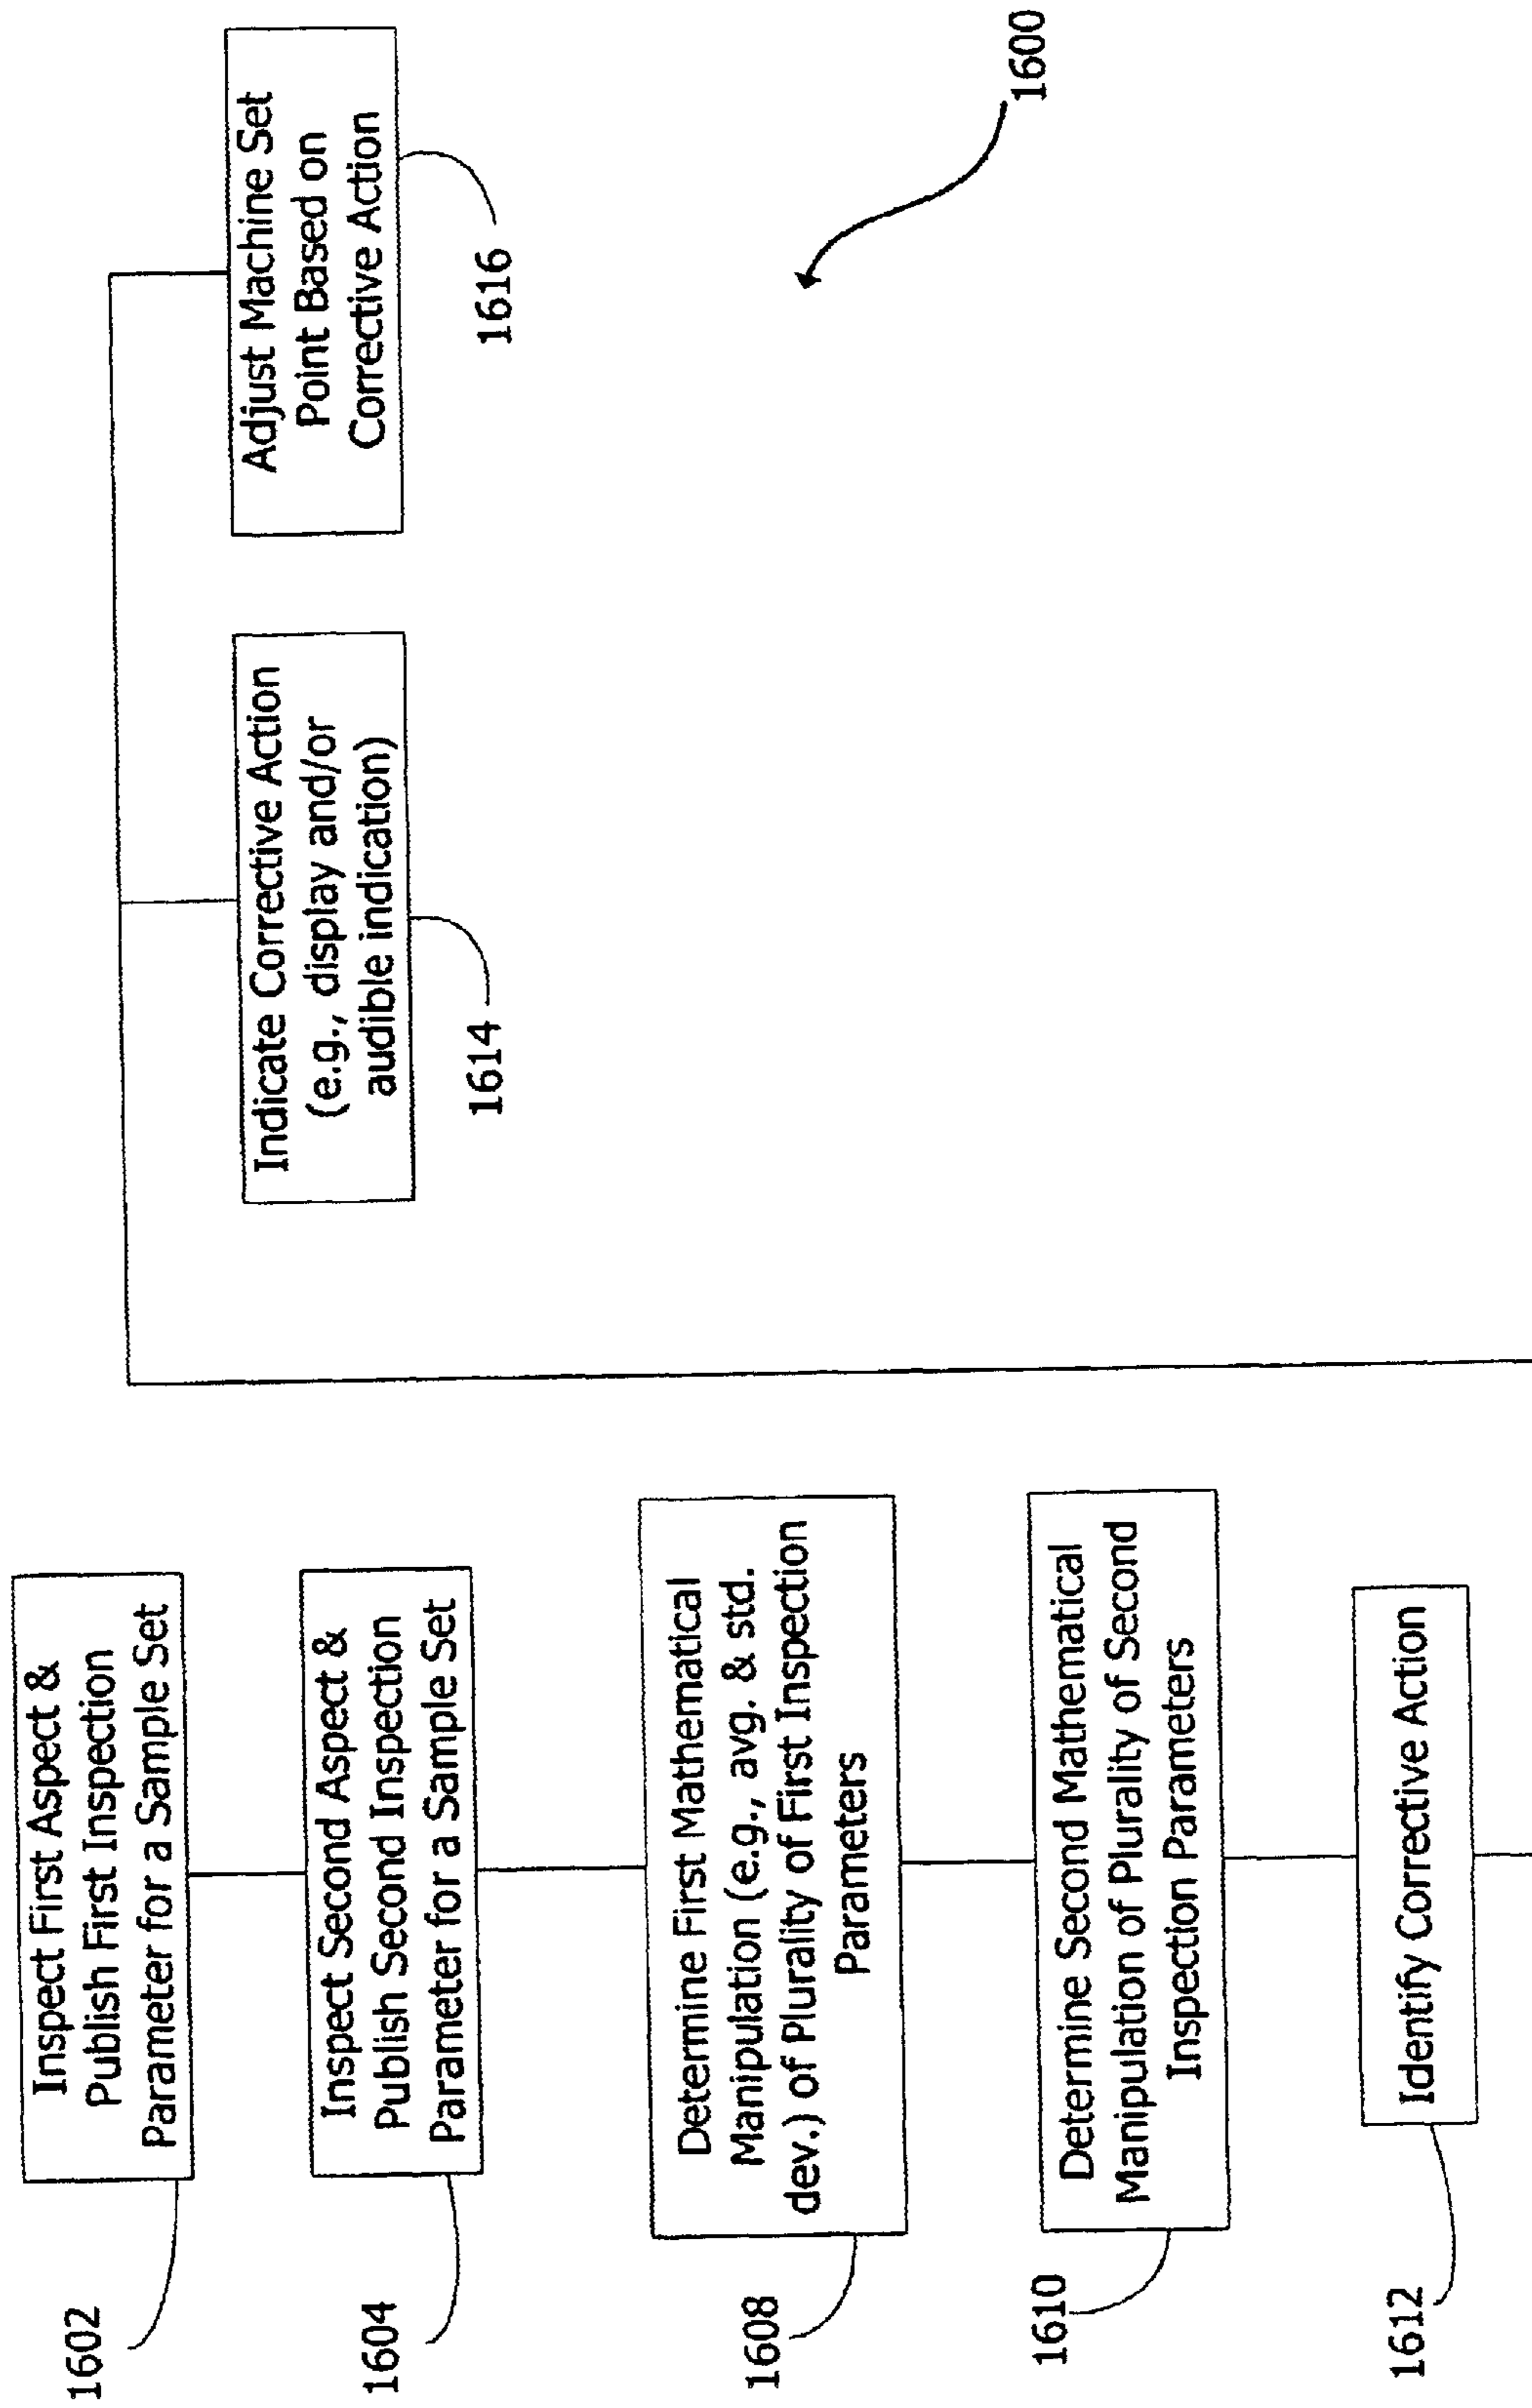 1602
Inspect First Aspect &
Publish First Inspection
Parameter for a Sample Set
1604
Inspect Second Aspect &
Publish Second Inspection
Parameter for a Sample Set
1608
Determine First Mathematical
Manipulation (e.g., avg. & std.
dev.) of Plurality of First Inspection
Parameters
1610
Determine Second Mathematical
Manipulation of Plurality of Second
Inspection Parameters
1612
Identify Corrective Action
Indicate Corrective Action
(e.g., display and/or
audible indication)
1614
Adjust Machine Set
Point Based on
Corrective Action
1616
1600